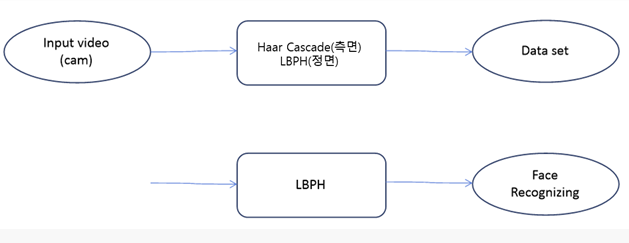 Input video
(cam)
Haar Cascade(측면)
LBPH(정면)
Data set
LBPH
Face
Recognizing